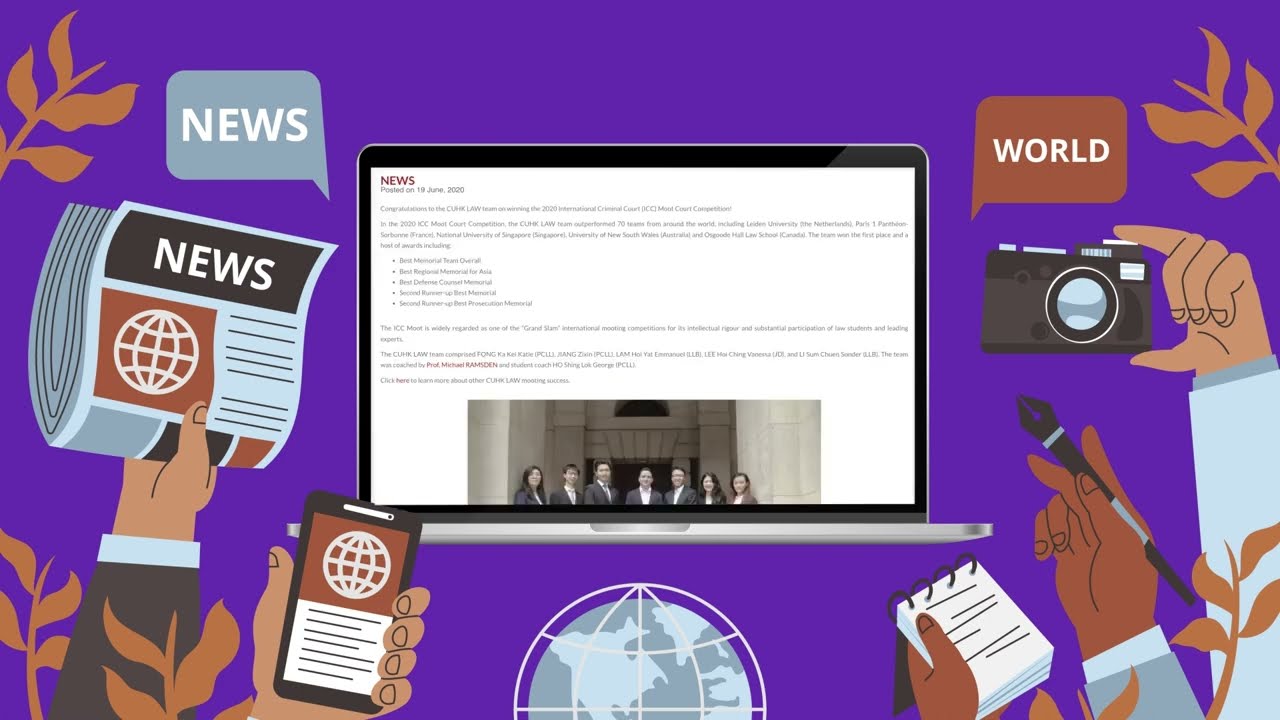 NEWS
WORLD
NEWS
NEWS
Posted on 19 June, 2020
Congratulations to the CUHK LAW team on winning the 2020 International Criminal Court (ICC) Moot Court Competition!
In the 2020 ICC Moot Court Competition, the CUHK LAW team outperformed 70 teams from around the world, including Leiden University (the Netherlands), Paris 1 Panthéon-
Sorbonne (France), National University of Singapore (Singapore), University of New South Wales (Australia) and Osgoode Hall Law School (Canada). The team won the first place and a
host of awards including:
• Best Memorial Team Overall
• Best Regional Memorial for Asia
• Best Defense Counsel Memorial
• Second Runner-up Best Memorial
• Second Runner-up Best Prosecution Memorial
The ICC Moot is widely regarded as one of the "Grand Slam" international mooting competitions for its intellectual rigour and substantial participation of law students and leading
experts.
The CUHK LAW team comprised FONG Ka Kei Katie (PCLL), JIANG Zixin (PCLL), LAM Hoi Yat Emmanuel (LLB), LEE Hoi Ching Vanessa (JD), and LI Sum Chuen Sunder (LLB). The team
was coached by Prof. Michael RAMSDEN and student coach HO Shing Lok George (PCLL).
Click here to learn more about other CUHK LAW mooting success.